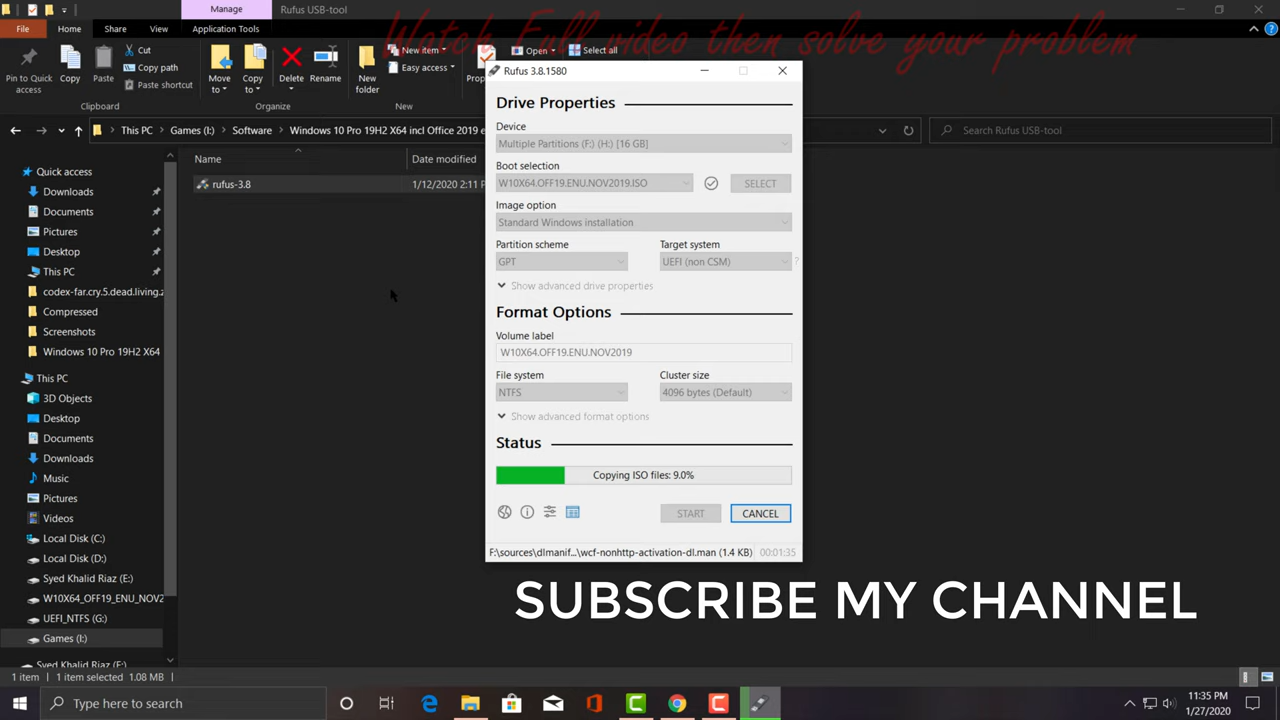 Manage
Rufus USB-tool
File
Home
Share
View
Application Tools
Watch Full video then solve your problem
Pin to Quick access
Copy
Paste
Cut
Copy path
Paste shortcut
Clipboard
Move to
Copy to
Delete
Rename
Organize
New folder
New item
Easy access
New
Open
Select all
This PC
Games (I:)
Software
Windows 10 Pro 19H2 X64 incl Office 2019 e
Search Rufus USB-tool
Name
Date modified
rufus-3.8
1/12/2020 2:11 P
Quick access
Downloads
Documents
Pictures
Desktop
This PC
codex-far.cry.5.dead.living.z
Compressed
Screenshots
Windows 10 Pro 19H2 X64
This PC
3D Objects
Desktop
Documents
Downloads
Music
Pictures
Videos
Local Disk (C:)
Local Disk (D:)
Syed Khalid Riaz (E:)
W10X64_OFF19_ENU_NOV2
UEFI_NTFS (G:)
Games (I:)
Syed Khalid Riaz (E:)
1 item
1 item selected 1.08 MB
Rufus 3.8.1580
Drive Properties
Device
Multiple Partitions (F:) (H:) [16 GB]
Boot selection
W10X64.OFF19.ENU.NOV2019.ISO
SELECT
Image option
Standard Windows installation
Partition scheme
Target system
GPT
UEFI (non CSM)
?
Show advanced drive properties
Format Options
Volume label
W10X64.OFF19.ENU.NOV2019
File system
Cluster size
NTFS
4096 bytes (Default)
Show advanced format options
Status
Copying ISO files: 9.0%
START
CANCEL
F:\sources\dlmanif...\wcf-nonhttp-activation-dl.man (1.4 KB)
00:01:35
SUBSCRIBE MY CHANNEL
Type here to search
11:35 PM
1/27/2020